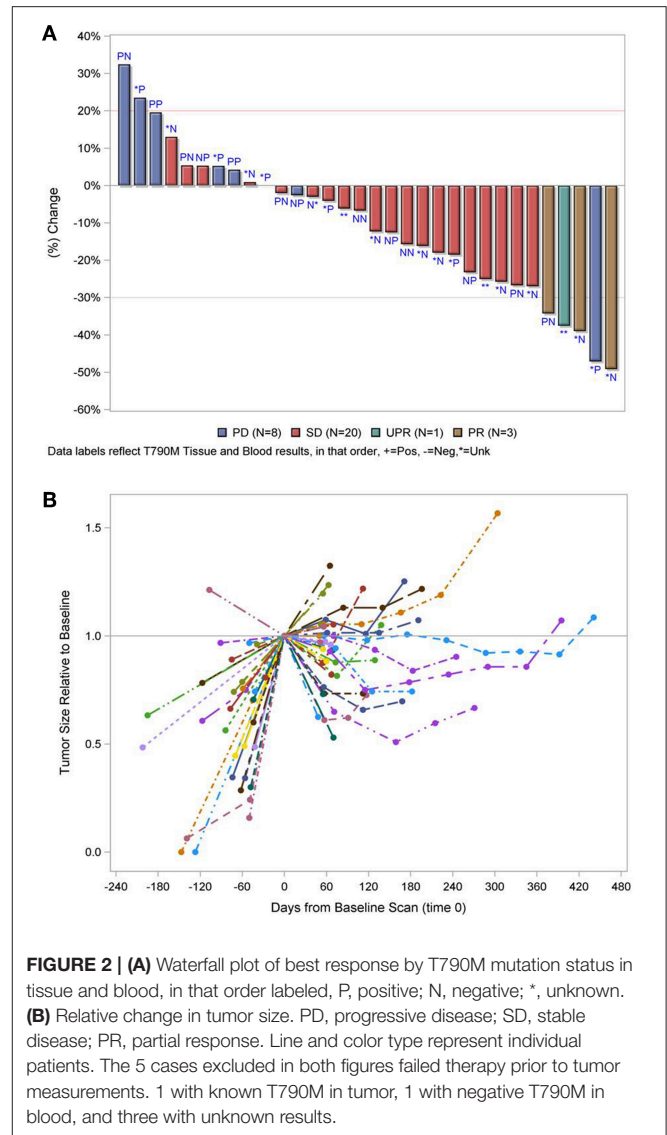 A
40%
30%
20%
10%
0%
-10%
-20%
-30%
-40%
-50%
-60%
(%) Change
PN
*P
PP
*N
PN
NP
*P
PP
*N
*P
PN
NP
N*
*P
**
NN
*N
NP
NN
*N
*N
*P
NP
**
*N
PN
*N
PN
**
*N
*P
*N
PD (N=8) SD (N=20) UPR (N=1) PR (N=3)
Data labels reflect T790M Tissue and Blood results, in that order, +=Pos, -=Neg,*=Unk
B
1.5
1.0
0.5
0.0
Tumor Size Relative to Baseline
-240 -180 -120 -60 0 60 120 180 240 300 360 420 480
Days from Baseline Scan (time 0)
FIGURE 2 | (A) Waterfall plot of best response by T790M mutation status in
tissue and blood, in that order labeled, P, positive; N, negative; *, unknown.
(B) Relative change in tumor size. PD, progressive disease; SD, stable
disease; PR, partial response. Line and color type represent individual
patients. The 5 cases excluded in both figures failed therapy prior to tumor
measurements. 1 with known T790M in tumor, 1 with negative T790M in
blood, and three with unknown results.